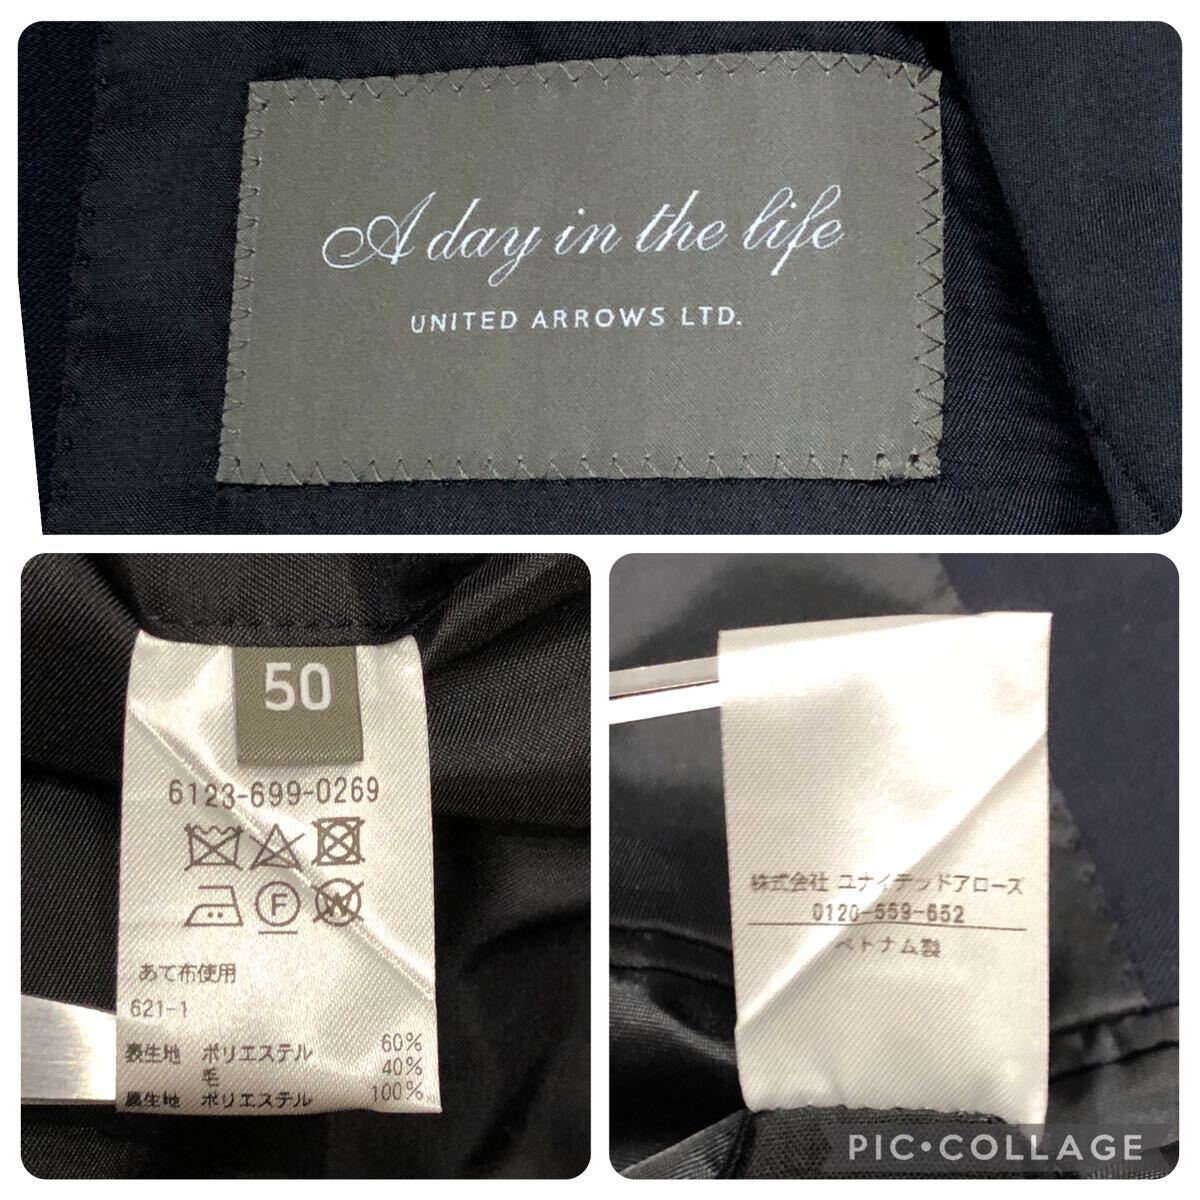 A day in the life
UNITED ARROWS LTD.
50
6123-699-0269
F
W
あて布使用
621-1
表生地 ポリエステル 60%
毛 40%
裏生地 ポリエステル 100%
株式会社 ユナイテッドアローズ
0120-559-652
ベトナム製
PIC•COLLAGE